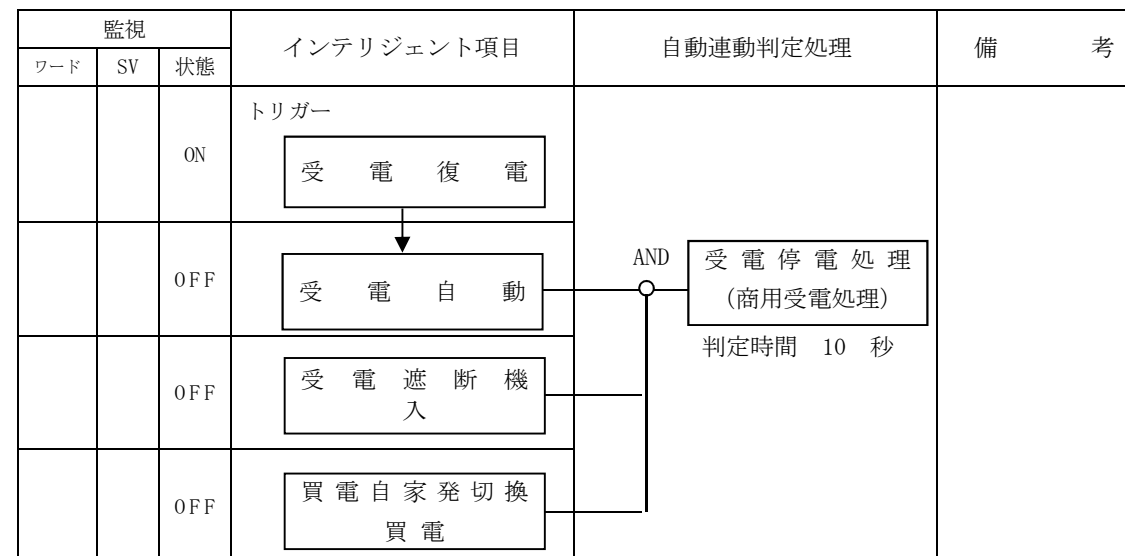 監視
インテリジェント項目
自動連動判定処理
備 考
ワード
SV
状態
トリガー
ON
受電復電
OFF
受電自動
AND
受電停電処理
(商用受電処理)
判定時間 10 秒
OFF
受電遮断機
入
OFF
買電自家発切換
買電